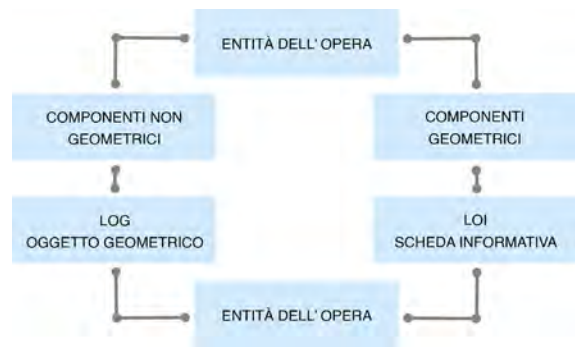 ENTITÀ DELL' OPERA
COMPONENTI NON
GEOMETRICI
COMPONENTI
GEOMETRICI
LOG
OGGETTO GEOMETRICO
LOI
SCHEDA INFORMATIVA
ENTITÀ DELL' OPERA